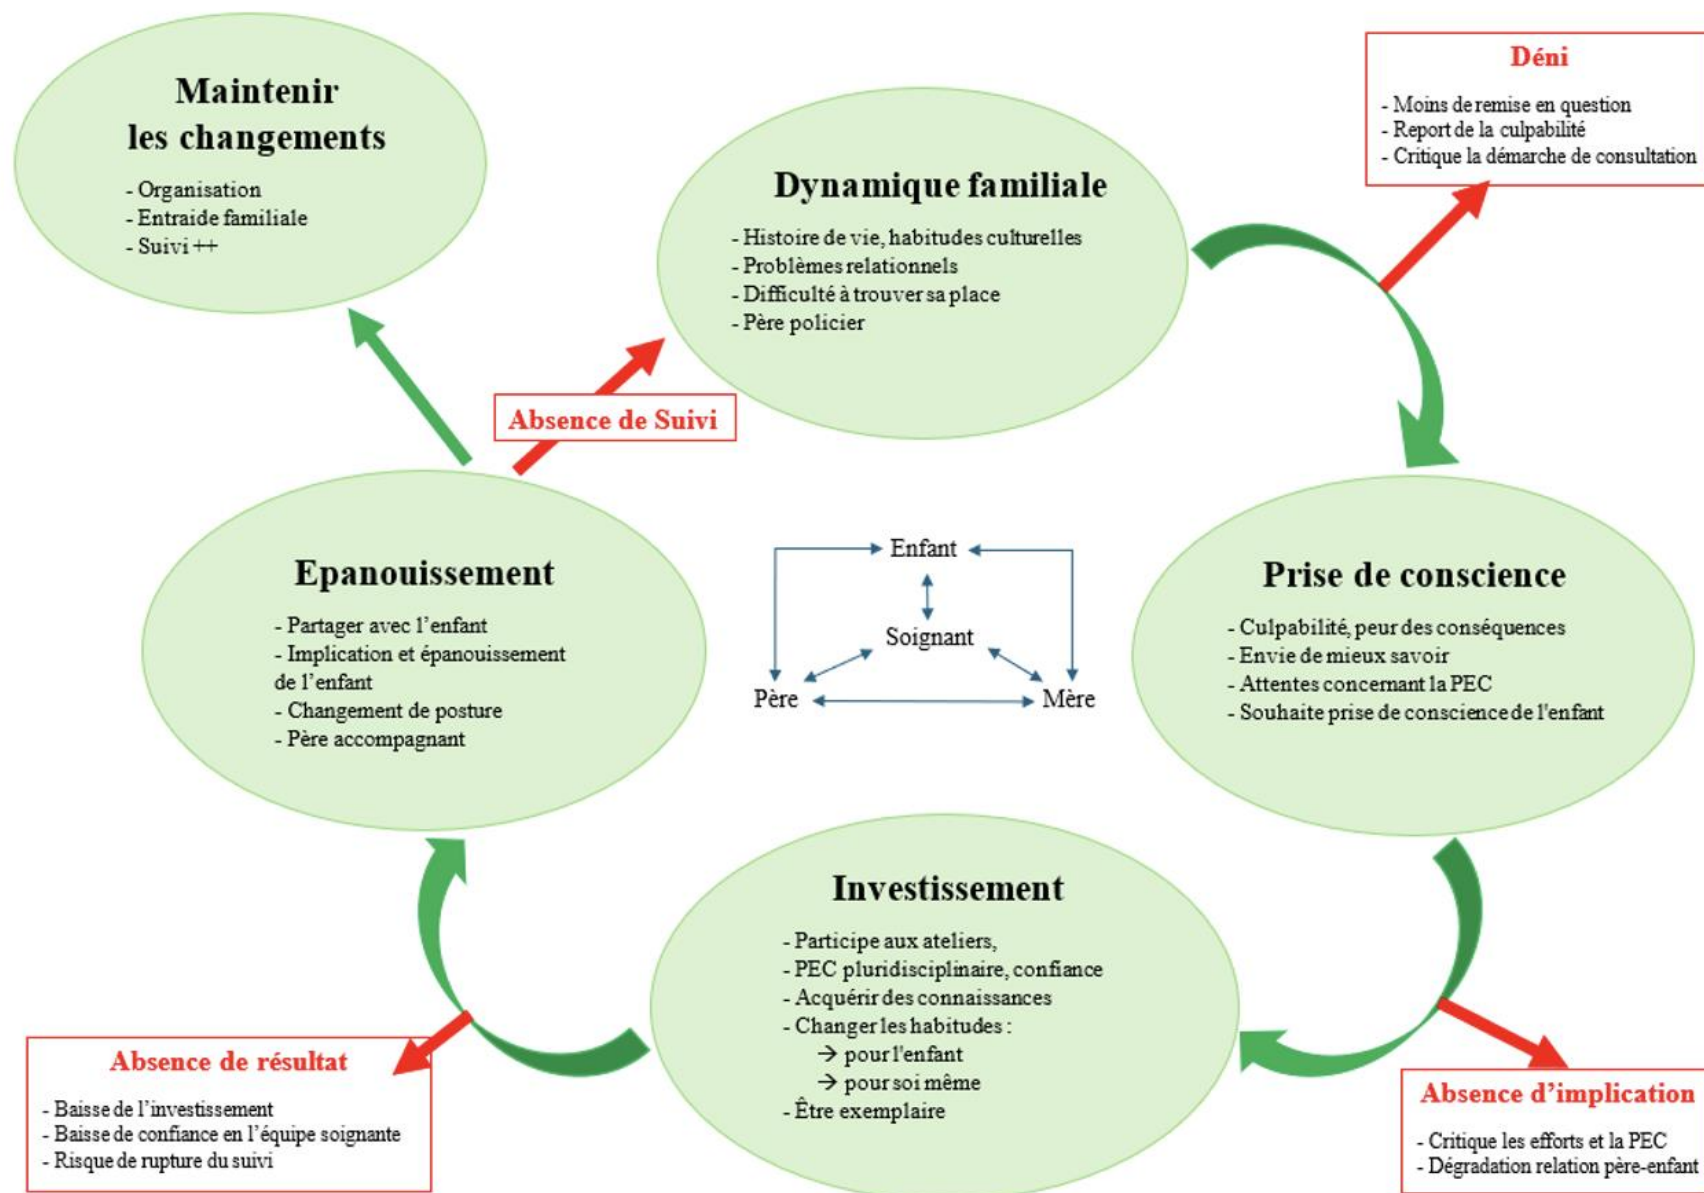 Maintenir
les changements
- Organisation
- Entraide familiale
- Suivi ++
Dynamique familiale
- Histoire de vie, habitudes culturelles
- Problèmes relationnels
- Difficulté à trouver sa place
- Père policier
Déni
- Moins de remise en question
- Report de la culpabilité
- Critique la démarche de consultation
Absence de Suivi
Epanouissement
- Partager avec l’enfant
- Implication et épanouissement
de l’enfant
- Changement de posture
- Père accompagnant
Enfant
Soignant
Père
Mère
Prise de conscience
- Culpabilité, peur des conséquences
- Envie de mieux savoir
- Attentes concernant la PEC
- Souhaite prise de conscience de l'enfant
Investissement
- Participe aux ateliers,
- PEC pluridisciplinaire, confiance
- Acquérir des connaissances
- Changer les habitudes :
→ pour l'enfant
→ pour soi même
- Être exemplaire
Absence de résultat
- Baisse de l’investissement
- Baisse de confiance en l’équipe soignante
- Risque de rupture du suivi
Absence d’implication
- Critique les efforts et la PEC
- Dégradation relation père-enfant